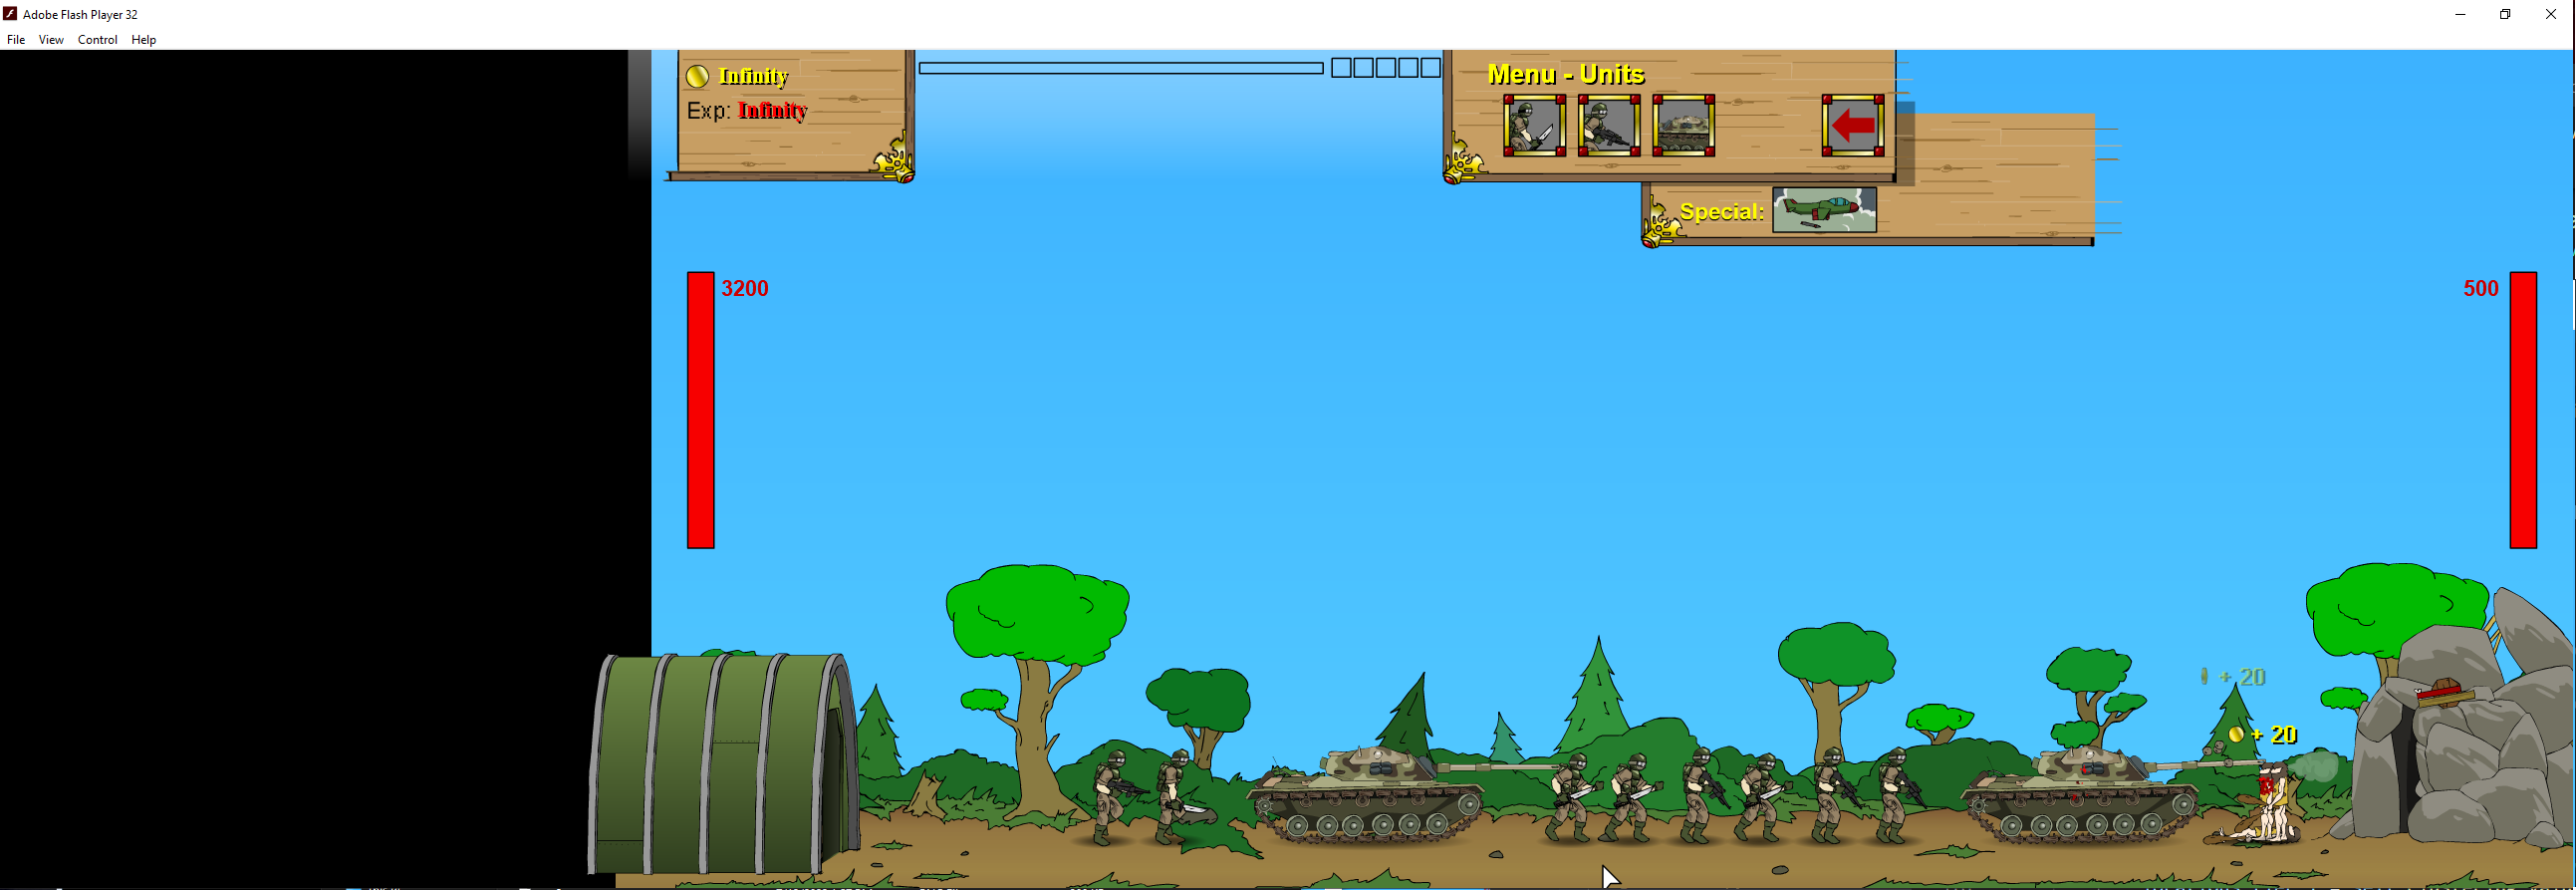 Adobe Flash Player 32
File View Control Help
Infinity
Exp: Infinity
Menu - Units
Special:
3200
500
+ 20
+ 20